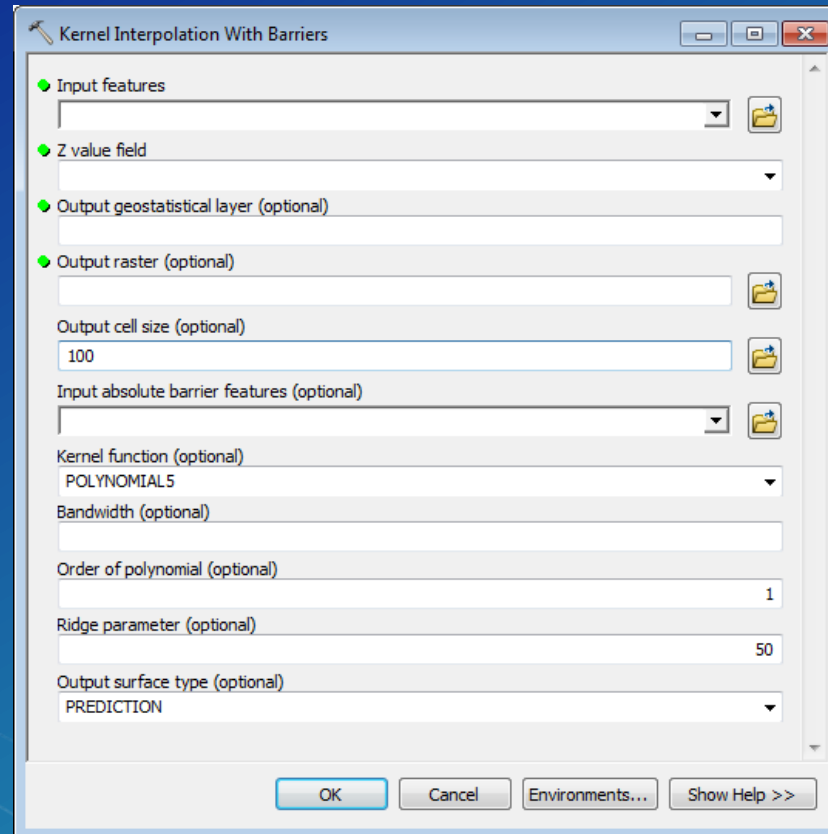 Kernel Interpolation With Barriers
Input features
Z value field
Output geostatistical layer (optional)
Output raster (optional)
Output cell size (optional)
100
Input absolute barrier features (optional)
Kernel function (optional)
POLYNOMIAL5
Bandwidth (optional)
Order of polynomial (optional)
1
Ridge parameter (optional)
50
Output surface type (optional)
PREDICTION
OK Cancel Environments... Show Help >>